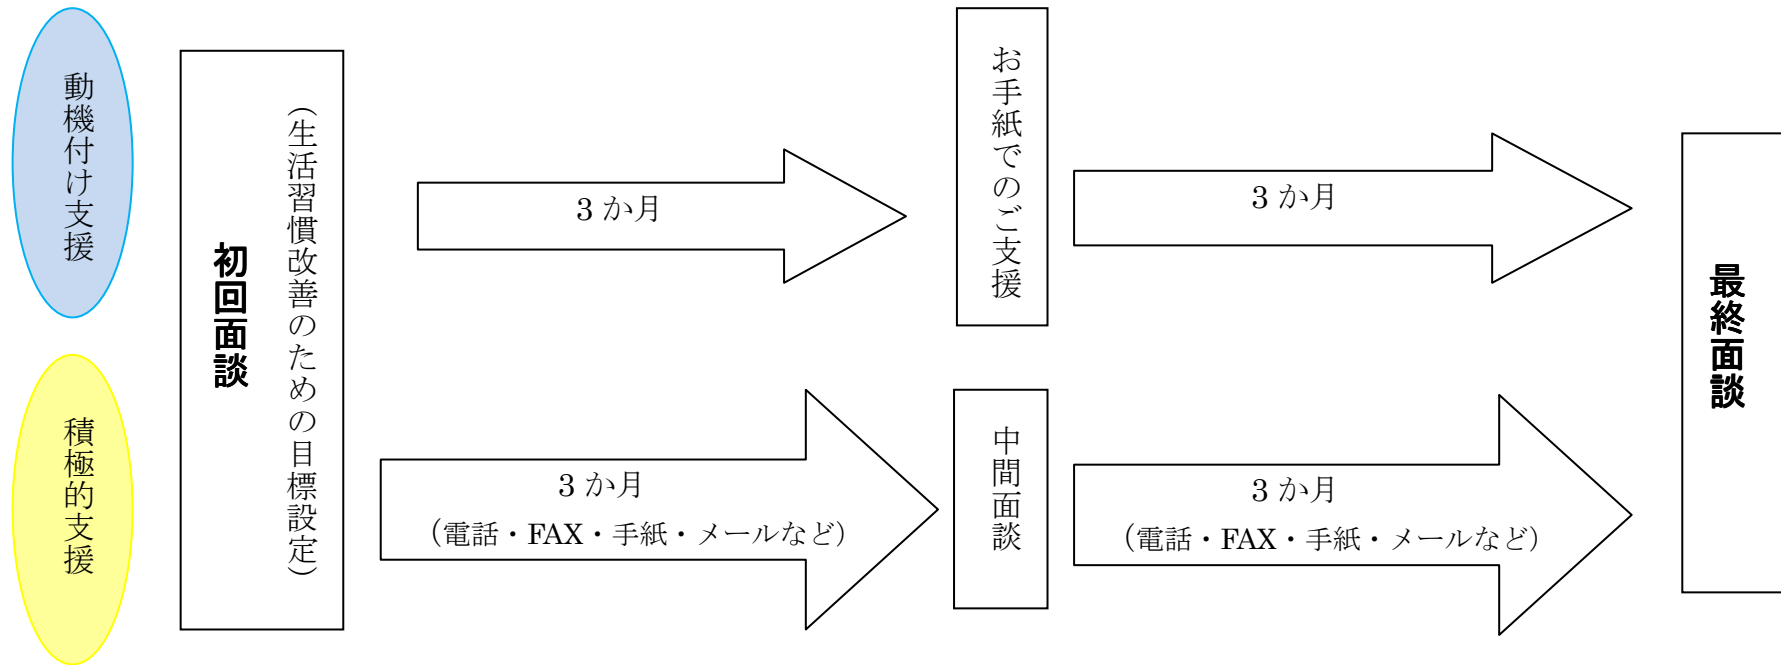 動機付け支援
積極的支援
初回面談
（生活習慣改善のための目標設定）
3 か月
お手紙でのご支援
3 か月
3 か月
（電話・FAX・手紙・メールなど）
中間面談
3 か月
（電話・FAX・手紙・メールなど）
最終面談